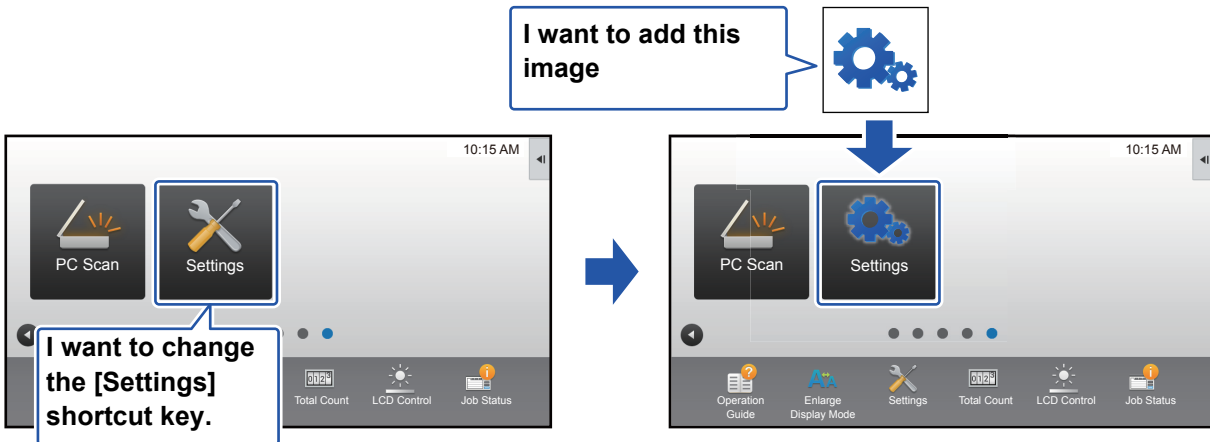 I want to add this
image
10:15 AM
PC Scan
Settings
I want to change
the [Settings]
shortcut key.
Total Count
LCD Control
Job Status
10:15 AM
PC Scan
Settings
Operation
Guide
Enlarge
Display Mode
Settings
Total Count
LCD Control
Job Status